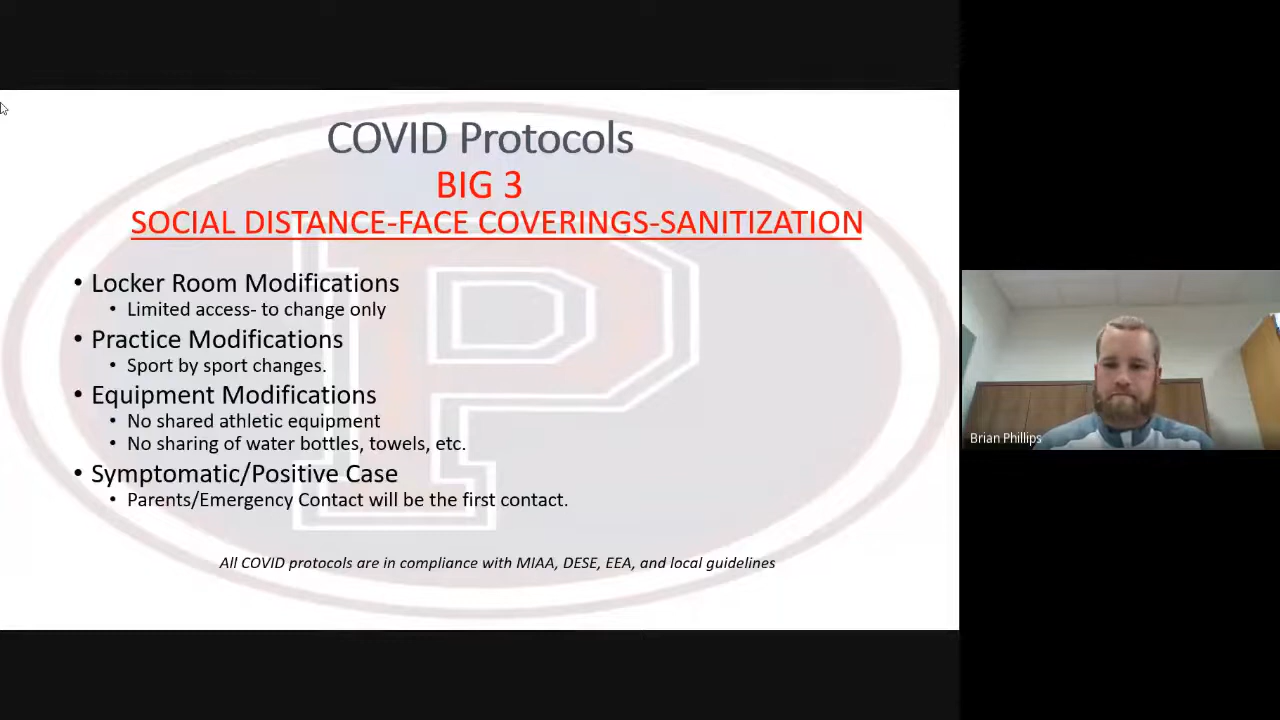 COVID Protocols
BIG 3
SOCIAL DISTANCE-FACE COVERINGS-SANITIZATION
• Locker Room Modifications
• Limited access- to change only
• Practice Modifications
• Sport by sport changes.
• Equipment Modifications
• No shared athletic equipment
• No sharing of water bottles, towels, etc.
• Symptomatic/Positive Case
• Parents/Emergency Contact will be the first contact.
All COVID protocols are in compliance with MIAA, DESE, EEA, and local guidelines
P
Brian Phillips